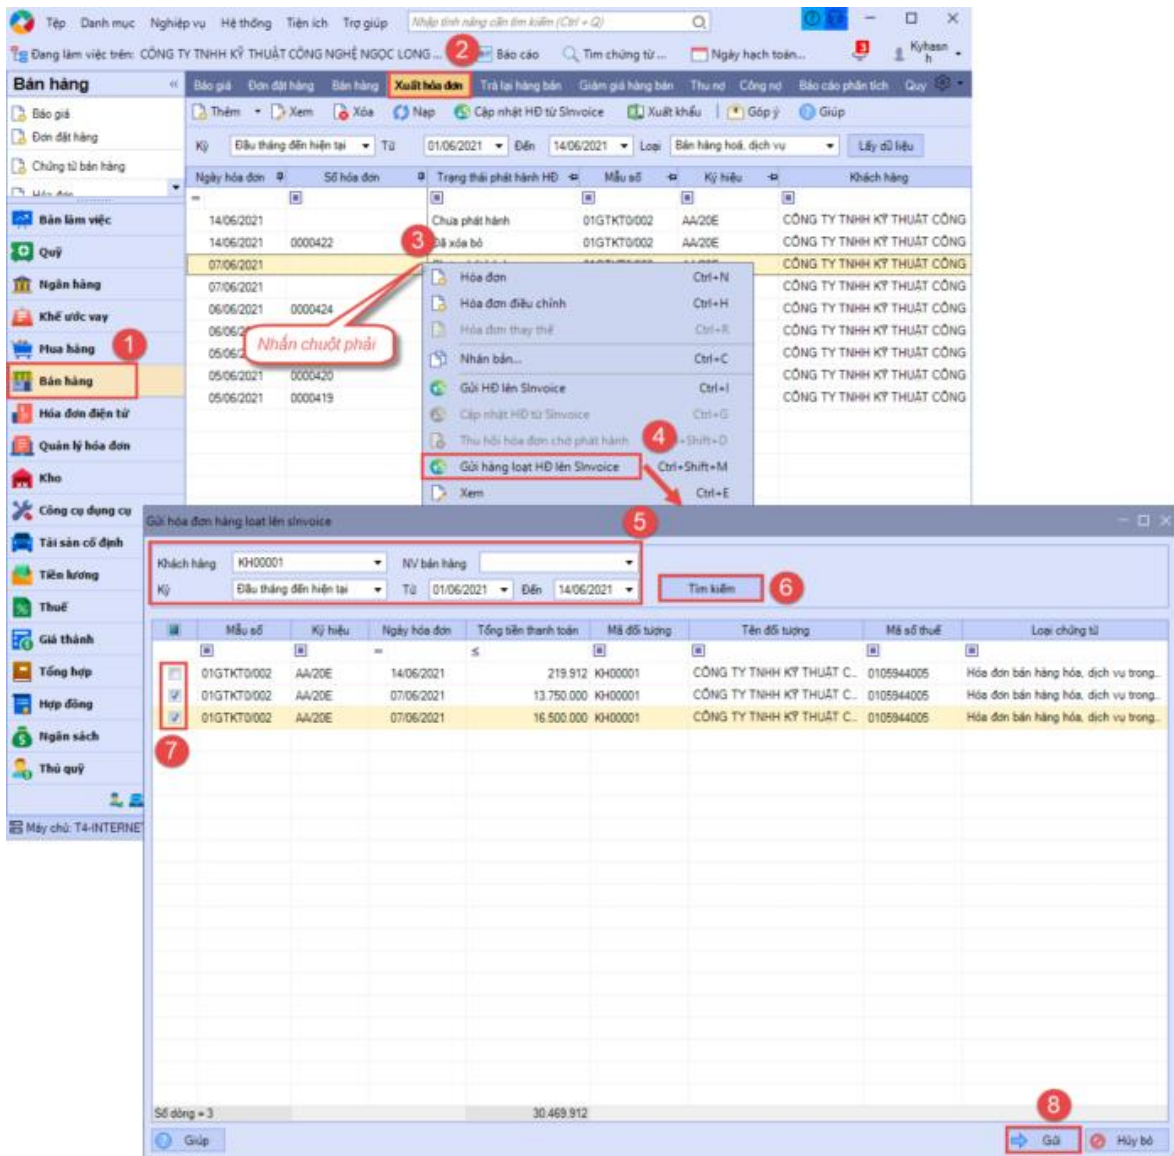 Tệp Danh mục Nghiệp vụ Hệ thống Tiện ích Trợ giúp Nhập tính năng cần tìm kiếm (Ctrl + Q)
Đang làm việc trên: CÔNG TY TNHH KỸ THUẬT CÔNG NGHỆ NGỌC LONG ... 2 Báo cáo Tìm chứng từ ... Ngày hạch toán... 3 Kyhasn
h
Bán hàng «
Báo giá Đơn đặt hàng Bán hàng Xuất hóa đơn Trả lại hàng bán Giảm giá hàng bán Thu nợ Công nợ Báo cáo phân tích Quy
Báo giá
Đơn đặt hàng
Chứng từ bán hàng
Hóa đơn
Thêm Xem Xóa Nạp Cập nhật HĐ từ SInvoice Xuất khẩu Góp ý Giúp
Kỳ Đầu tháng đến hiện tại Từ 01/06/2021 Đến 14/06/2021 Loại Bán hàng hoá, dịch vụ Lấy dữ liệu
Ngày hóa đơn Số hóa đơn Trạng thái phát hành HĐ Mẫu số Ký hiệu Khách hàng
=
14/06/2021 Chưa phát hành 01GTKT0/002 AA/20E CÔNG TY TNHH KỸ THUẬT CÔNG
14/06/2021 0000422 3 Đã xóa bỏ 01GTKT0/002 AA/20E CÔNG TY TNHH KỸ THUẬT CÔNG
07/06/2021 CÔNG TY TNHH KỸ THUẬT CÔNG
07/06/2021 CÔNG TY TNHH KỸ THUẬT CÔNG
06/06/2021 0000424 CÔNG TY TNHH KỸ THUẬT CÔNG
06/06/2 CÔNG TY TNHH KỸ THUẬT CÔNG
05/06/2 CÔNG TY TNHH KỸ THUẬT CÔNG
05/06/2021 0000420 CÔNG TY TNHH KỸ THUẬT CÔNG
05/06/2021 0000419 CÔNG TY TNHH KỸ THUẬT CÔNG
Nhấn chuột phải
Hóa đơn Ctrl+N
Hóa đơn điều chỉnh Ctrl+H
Hóa đơn thay thế Ctrl+R
Nhân bản... Ctrl+C
Gửi HĐ lên SInvoice Ctrl+I
Cập nhật HĐ từ SInvoice Ctrl+G
Thu hồi hóa đơn chờ phát hành 4 +Shift+D
Gửi hàng loạt HĐ lên SInvoice Ctrl+Shift+M
Xem Ctrl+E
Bàn làm việc
Quỹ
Ngân hàng
Khế ước vay
Mua hàng 1
Bán hàng
Hóa đơn điện tử
Quản lý hóa đơn
Kho
Công cụ dụng cụ
Tài sản cố định
Tiền lương
Thuế
Giá thành
Tổng hợp
Hợp đồng
Ngân sách
Thủ quỹ
Máy chủ: T4-INTERNET
Gửi hóa đơn hàng loạt lên sInvoice 5
Khách hàng KH00001 NV bán hàng
Kỳ Đầu tháng đến hiện tại Từ 01/06/2021 Đến 14/06/2021 Tìm kiếm 6
Mẫu số Ký hiệu Ngày hóa đơn Tổng tiền thanh toán Mã đối tượng Tên đối tượng Mã số thuế Loại chứng từ
= ≤
01GTKT0/002 AA/20E 14/06/2021 219.912 KH00001 CÔNG TY TNHH KỸ THUẬT C.. 0105944005 Hóa đơn bán hàng hóa, dịch vụ trong..
01GTKT0/002 AA/20E 07/06/2021 13.750.000 KH00001 CÔNG TY TNHH KỸ THUẬT C.. 0105944005 Hóa đơn bán hàng hóa, dịch vụ trong..
01GTKT0/002 AA/20E 07/06/2021 16.500.000 KH00001 CÔNG TY TNHH KỸ THUẬT C.. 0105944005 Hóa đơn bán hàng hóa, dịch vụ trong..
7
Số dòng = 3 30.469.912
8
Giúp Gửi Hủy bỏ